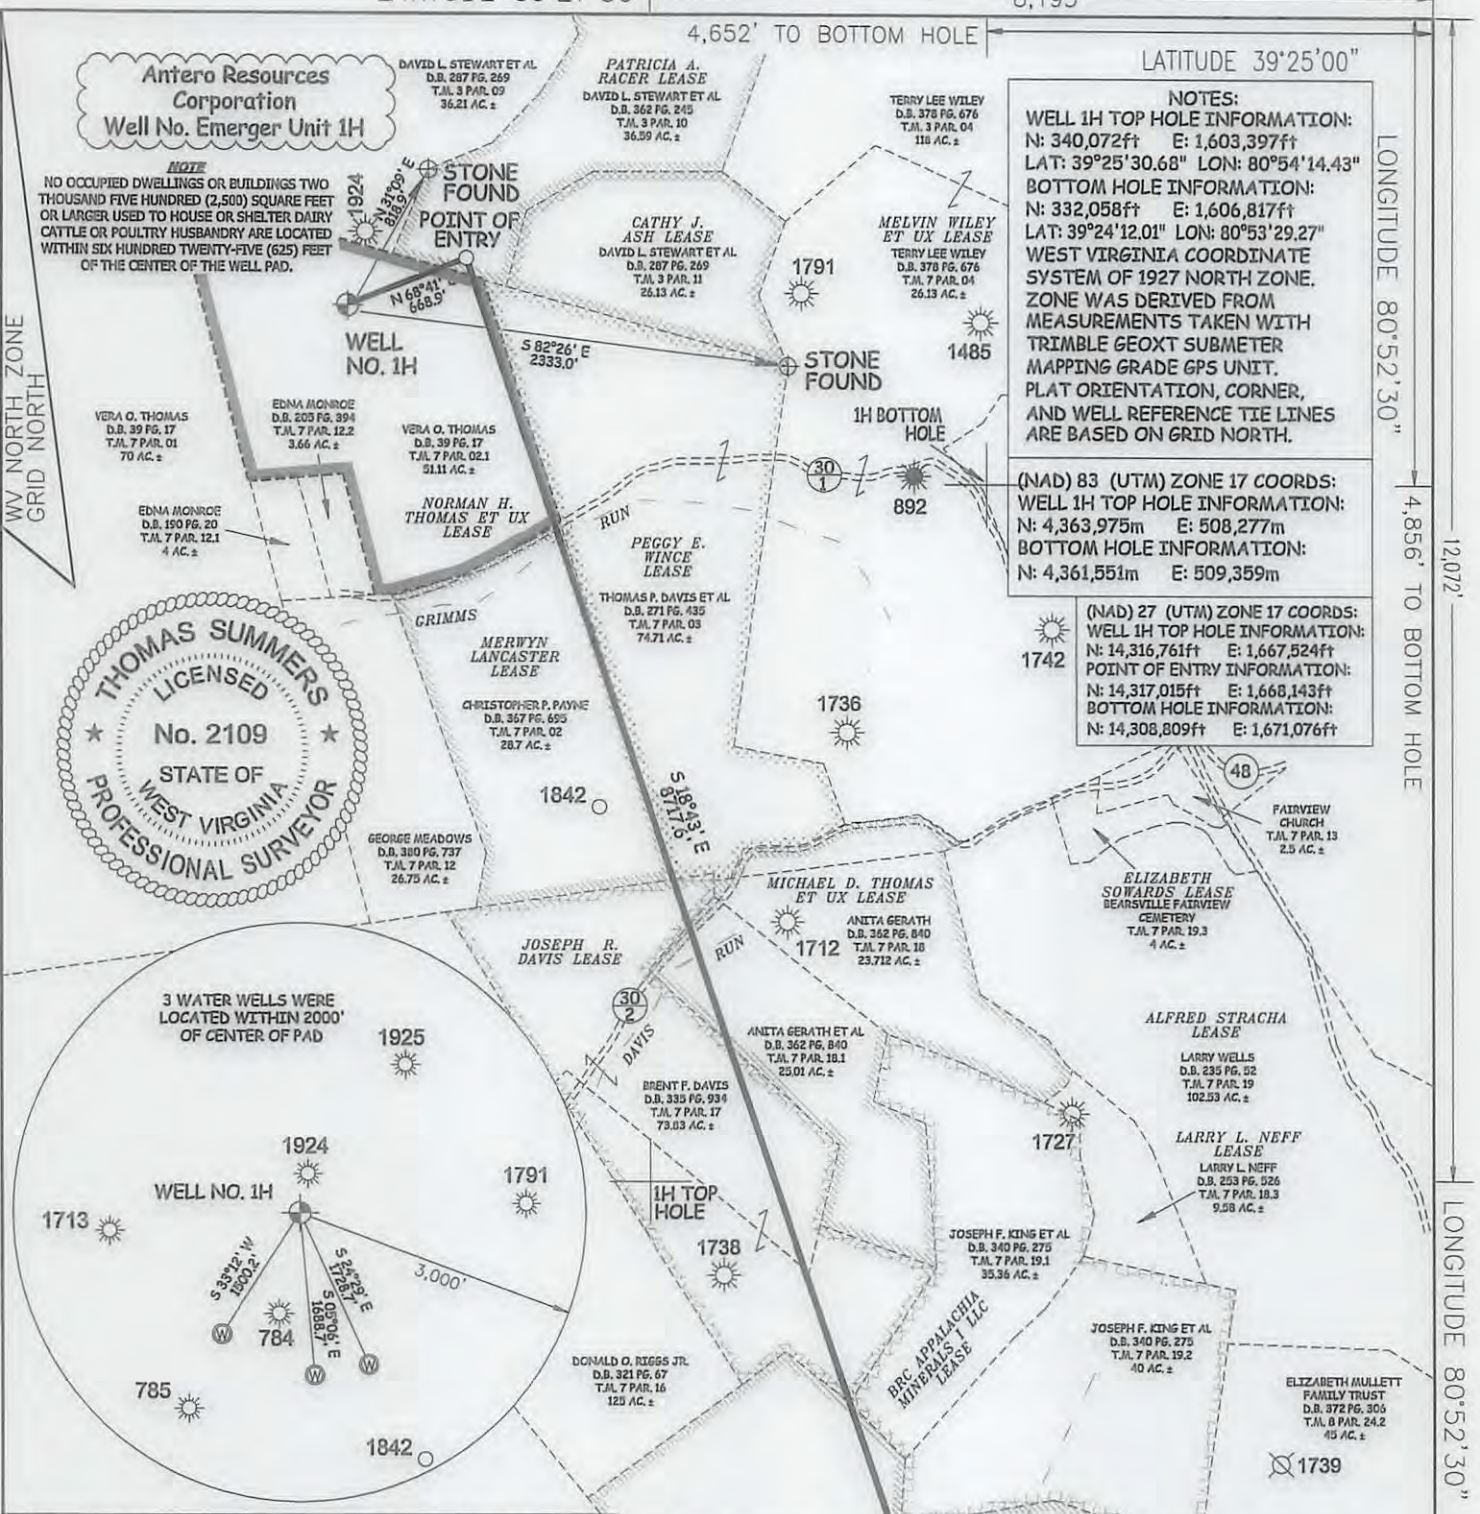 4,652' TO BOTTOM HOLE
LATITUDE 39°25'00"
Antero Resources
Corporation
Well No. Emerger Unit 1H
NOTE
NO OCCUPIED DWELLINGS OR BUILDINGS TWO
THOUSAND FIVE HUNDRED (2,500) SQUARE FEET
OR LARGER USED TO HOUSE OR SHELTER DAIRY
CATTLE OR POULTRY HUSBANDRY ARE LOCATED
WITHIN SIX HUNDRED TWENTY-FIVE (625) FEET
OF THE CENTER OF THE WELL PAD.
DAVID L. STEWART ET AL
D.B. 287 PG. 269
T.M. 3 PAR. 09
36.21 AC. ±
PATRICIA A.
RACER LEASE
DAVID L. STEWART ET AL
D.B. 362 PG. 245
T.M. 3 PAR. 10
36.59 AC. ±
TERRY LEE WILEY
D.B. 378 PG. 676
T.M. 3 PAR. 04
118 AC. ±
NOTES:
WELL 1H TOP HOLE INFORMATION:
N: 340,072ft E: 1,603,397ft
LAT: 39°25'30.68" LON: 80°54'14.43"
BOTTOM HOLE INFORMATION:
N: 332,058ft E: 1,606,817ft
LAT: 39°24'12.01" LON: 80°53'29.27"
WEST VIRGINIA COORDINATE
SYSTEM OF 1927 NORTH ZONE.
ZONE WAS DERIVED FROM
MEASUREMENTS TAKEN WITH
TRIMBLE GEOXT SUBMETER
MAPPING GRADE GPS UNIT.
PLAT ORIENTATION, CORNER,
AND WELL REFERENCE TIE LINES
ARE BASED ON GRID NORTH.
LONGITUDE 80°52'30"
1924
N 31°09' E
818.9'
STONE
FOUND
POINT OF
ENTRY
CATHY J.
ASH LEASE
DAVID L. STEWART ET AL
D.B. 287 PG. 269
T.M. 3 PAR. 11
26.13 AC. ±
MELVIN WILEY
ET UX LEASE
TERRY LEE WILEY
D.B. 378 PG. 676
T.M. 7 PAR. 04
26.13 AC. ±
1791
1485
N 68°41' E
668.9'
WELL
NO. 1H
S 82°26' E
2333.0'
STONE
FOUND
WV NORTH ZONE
GRID NORTH
VERA O. THOMAS
D.B. 39 PG. 17
T.M. 7 PAR. 01
70 AC. ±
EDNA MONROE
D.B. 205 PG. 394
T.M. 7 PAR. 12.2
3.66 AC. ±
VERA O. THOMAS
D.B. 39 PG. 17
T.M. 7 PAR. 02.1
51.11 AC. ±
1H BOTTOM
HOLE
30
1
892
(NAD) 83 (UTM) ZONE 17 COORDS:
WELL 1H TOP HOLE INFORMATION:
N: 4,363,975m E: 508,277m
BOTTOM HOLE INFORMATION:
N: 4,361,551m E: 509,359m
4,856' TO BOTTOM HOLE
12,072'
EDNA MONROE
D.B. 190 PG. 20
T.M. 7 PAR. 12.1
4 AC. ±
NORMAN H.
THOMAS ET UX
LEASE
RUN
GRIMMS
PEGGY E.
WINCE
LEASE
THOMAS P. DAVIS ET AL
D.B. 271 PG. 435
T.M. 7 PAR. 03
74.71 AC. ±
(NAD) 27 (UTM) ZONE 17 COORDS:
WELL 1H TOP HOLE INFORMATION:
N: 14,316,761ft E: 1,667,524ft
POINT OF ENTRY INFORMATION:
N: 14,317,015ft E: 1,668,143ft
BOTTOM HOLE INFORMATION:
N: 14,308,809ft E: 1,671,076ft
1742
THOMAS SUMMERS
LICENSED
No. 2109
STATE OF
WEST VIRGINIA
PROFESSIONAL SURVEYOR
MERWYN
LANCASTER
LEASE
CHRISTOPHER P. PAYNE
D.B. 367 PG. 695
T.M. 7 PAR. 02
28.7 AC. ±
1736
1842
S 18°43' E
8717.6'
48
FAIRVIEW
CHURCH
T.M. 7 PAR. 13
2.5 AC. ±
GEORGE MEADOWS
D.B. 380 PG. 737
T.M. 7 PAR. 12
26.75 AC. ±
MICHAEL D. THOMAS
ET UX LEASE
ANITA GERATH
D.B. 362 PG. 840
T.M. 7 PAR. 18
23.712 AC. ±
1712
ELIZABETH
SOWARDS LEASE
BEARSVILLE FAIRVIEW
CEMETERY
T.M. 7 PAR. 19.3
4 AC. ±
JOSEPH R.
DAVIS LEASE
RUN
30
2
DAVIS
ALFRED STRACHA
LEASE
LARRY WELLS
D.B. 235 PG. 52
T.M. 7 PAR. 19
102.53 AC. ±
ANITA GERATH ET AL
D.B. 362 PG. 840
T.M. 7 PAR. 18.1
25.01 AC. ±
BRENT F. DAVIS
D.B. 335 PG. 934
T.M. 7 PAR. 17
73.83 AC. ±
1727
LARRY L. NEFF
LEASE
LARRY L. NEFF
D.B. 253 PG. 526
T.M. 7 PAR. 18.3
9.58 AC. ±
3 WATER WELLS WERE
LOCATED WITHIN 2000'
OF CENTER OF PAD
1925
1924
WELL NO. 1H
1791
1713
3,000'
S 33°12' W
1500.2'
S 24°29' E
1728.7'
S 05°06' E
1688.7'
784
W
W
W
785
1842
1H TOP
HOLE
1738
JOSEPH F. KING ET AL
D.B. 340 PG. 275
T.M. 7 PAR. 19.1
35.36 AC. ±
BRC APPALACHIA
MINERALS I LLC
LEASE
JOSEPH F. KING ET AL
D.B. 340 PG. 275
T.M. 7 PAR. 19.2
40 AC. ±
DONALD O. RIGGS JR.
D.B. 321 PG. 67
T.M. 7 PAR. 16
125 AC. ±
ELIZABETH MULLETT
FAMILY TRUST
D.B. 372 PG. 306
T.M. 8 PAR. 24.2
45 AC. ±
1739
LONGITUDE 80°52'30"